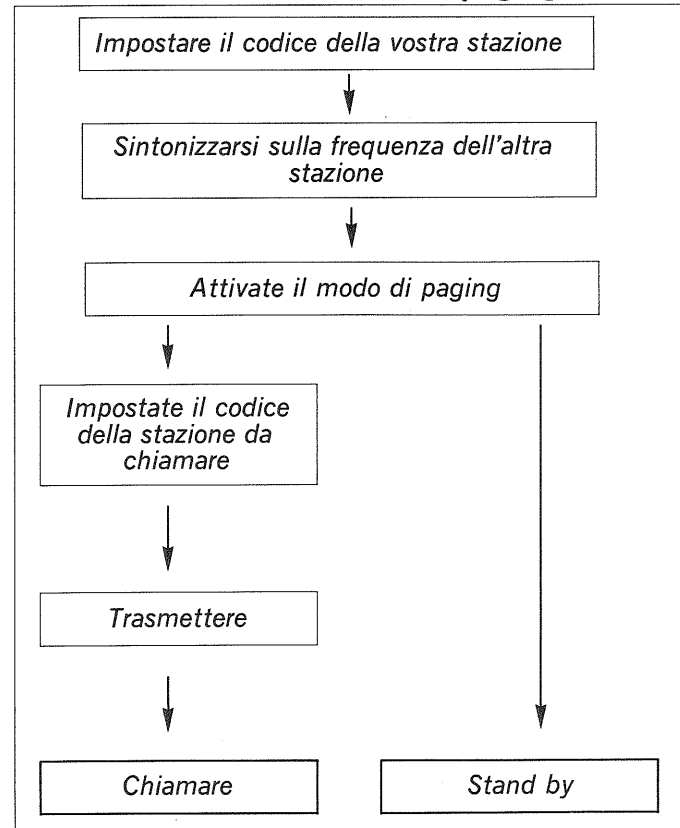 Impostare il codice della vostra stazione
Sintonizzarsi sulla frequenza dell'altra
stazione
Attivate il modo di paging
Impostate il codice
della stazione da
chiamare
Trasmettere
Chiamare
Stand by